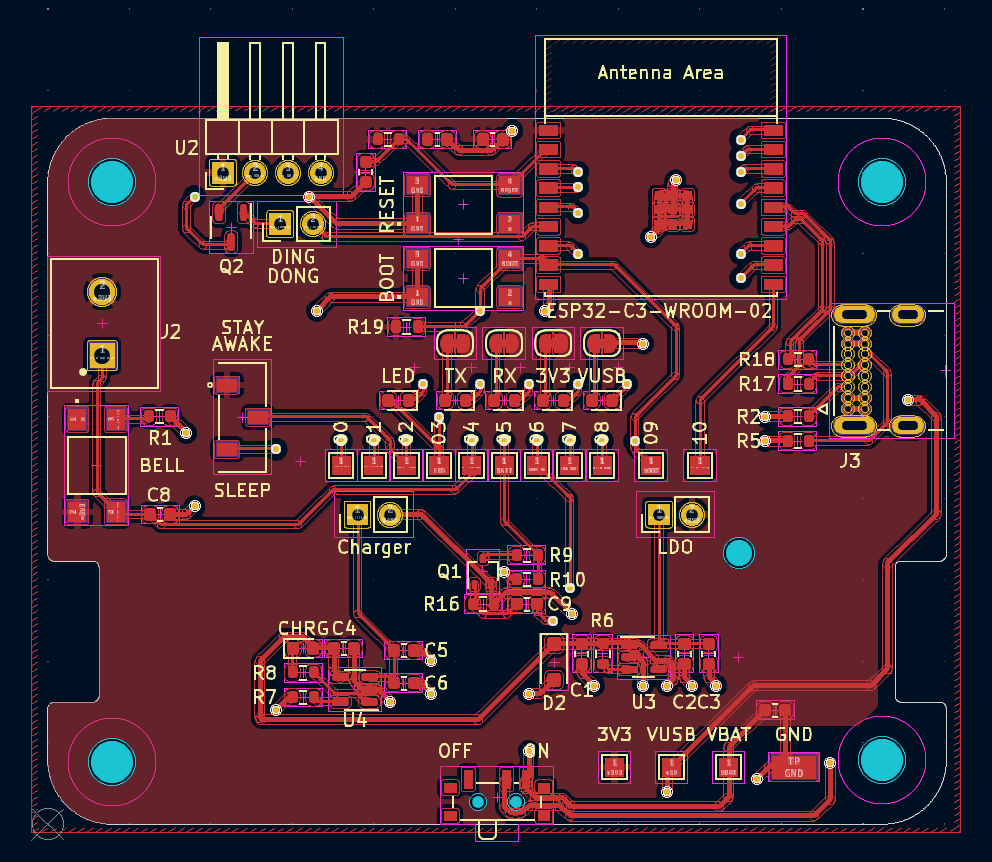 Antenna Area
U2
RESET
Q2
DING
DONG
BOOT
ESP32-C3-WROOM-02
J2
STAY
AWAKE
R19
LED
TX
RX
3V3
VUSB
R18
R17
R2
R5
J3
R1
BELL
C8
SLEEP
00
01
02
03
04
05
06
07
08
09
10
Charger
LDO
Q1
R9
R10
R16
C9
R6
CHRG
C4
C5
R8
C6
R7
U4
D2
C1
U3
C2
C3
OFF
ON
3V3
VUSB
VBAT
GND
TP
GND